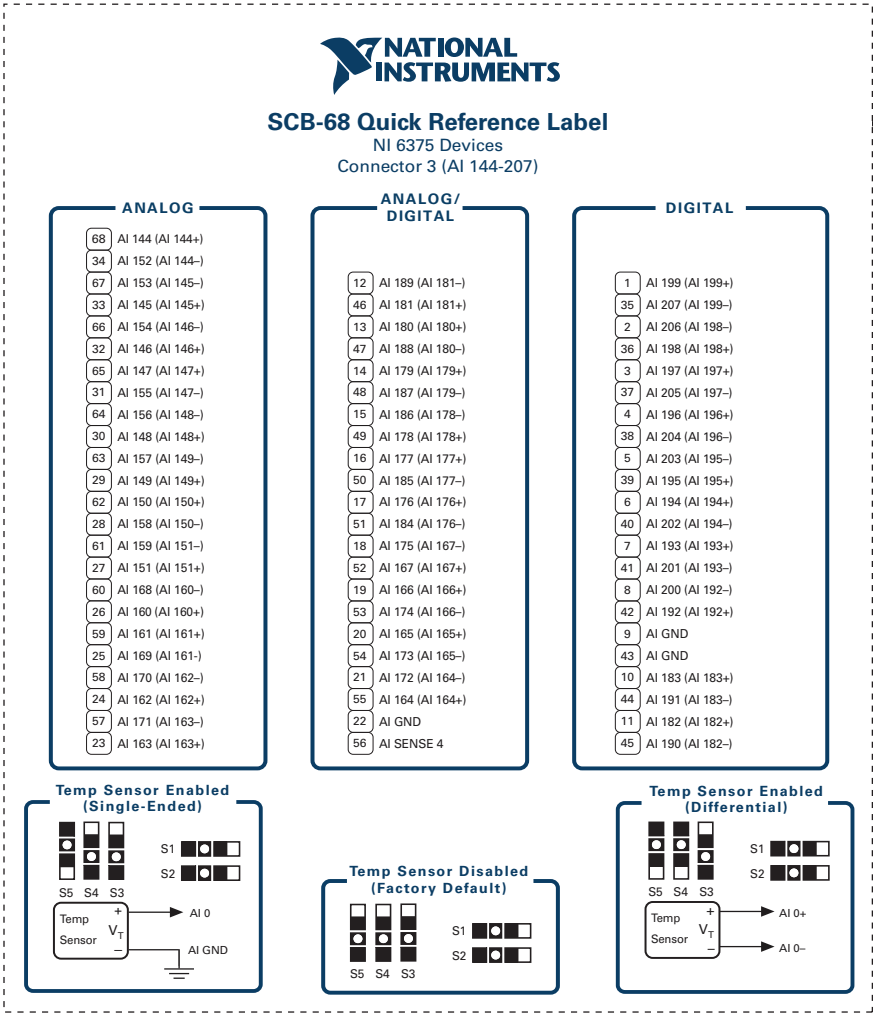 NATIONAL
INSTRUMENTS
SCB-68 Quick Reference Label
NI 6375 Devices
Connector 3 (AI 144-207)
ANALOG
68 AI 144 (AI 144+)
34 AI 152 (AI 144–)
67 AI 153 (AI 145–)
33 AI 145 (AI 145+)
66 AI 154 (AI 146–)
32 AI 146 (AI 146+)
65 AI 147 (AI 147+)
31 AI 155 (AI 147–)
64 AI 156 (AI 148–)
30 AI 148 (AI 148+)
63 AI 157 (AI 149–)
29 AI 149 (AI 149+)
62 AI 150 (AI 150+)
28 AI 158 (AI 150–)
61 AI 159 (AI 151–)
27 AI 151 (AI 151+)
60 AI 168 (AI 160–)
26 AI 160 (AI 160+)
59 AI 161 (AI 161+)
25 AI 169 (AI 161-)
58 AI 170 (AI 162–)
24 AI 162 (AI 162+)
57 AI 171 (AI 163–)
23 AI 163 (AI 163+)
ANALOG/
DIGITAL
12 AI 189 (AI 181–)
46 AI 181 (AI 181+)
13 AI 180 (AI 180+)
47 AI 188 (AI 180–)
14 AI 179 (AI 179+)
48 AI 187 (AI 179–)
15 AI 186 (AI 178–)
49 AI 178 (AI 178+)
16 AI 177 (AI 177+)
50 AI 185 (AI 177–)
17 AI 176 (AI 176+)
51 AI 184 (AI 176–)
18 AI 175 (AI 167–)
52 AI 167 (AI 167+)
19 AI 166 (AI 166+)
53 AI 174 (AI 166–)
20 AI 165 (AI 165+)
54 AI 173 (AI 165–)
21 AI 172 (AI 164–)
55 AI 164 (AI 164+)
22 AI GND
56 AI SENSE 4
DIGITAL
1 AI 199 (AI 199+)
35 AI 207 (AI 199–)
2 AI 206 (AI 198–)
36 AI 198 (AI 198+)
3 AI 197 (AI 197+)
37 AI 205 (AI 197–)
4 AI 196 (AI 196+)
38 AI 204 (AI 196–)
5 AI 203 (AI 195–)
39 AI 195 (AI 195+)
6 AI 194 (AI 194+)
40 AI 202 (AI 194–)
7 AI 193 (AI 193+)
41 AI 201 (AI 193–)
8 AI 200 (AI 192–)
42 AI 192 (AI 192+)
9 AI GND
43 AI GND
10 AI 183 (AI 183+)
44 AI 191 (AI 183–)
11 AI 182 (AI 182+)
45 AI 190 (AI 182–)
Temp Sensor Enabled
(Single-Ended)
S1
S2
S5 S4 S3
Temp
Sensor
+
VT
–
AI 0
AI GND
Temp Sensor Disabled
(Factory Default)
S1
S2
S5 S4 S3
Temp Sensor Enabled
(Differential)
S1
S2
S5 S4 S3
Temp
Sensor
+
VT
–
AI 0+
AI 0–